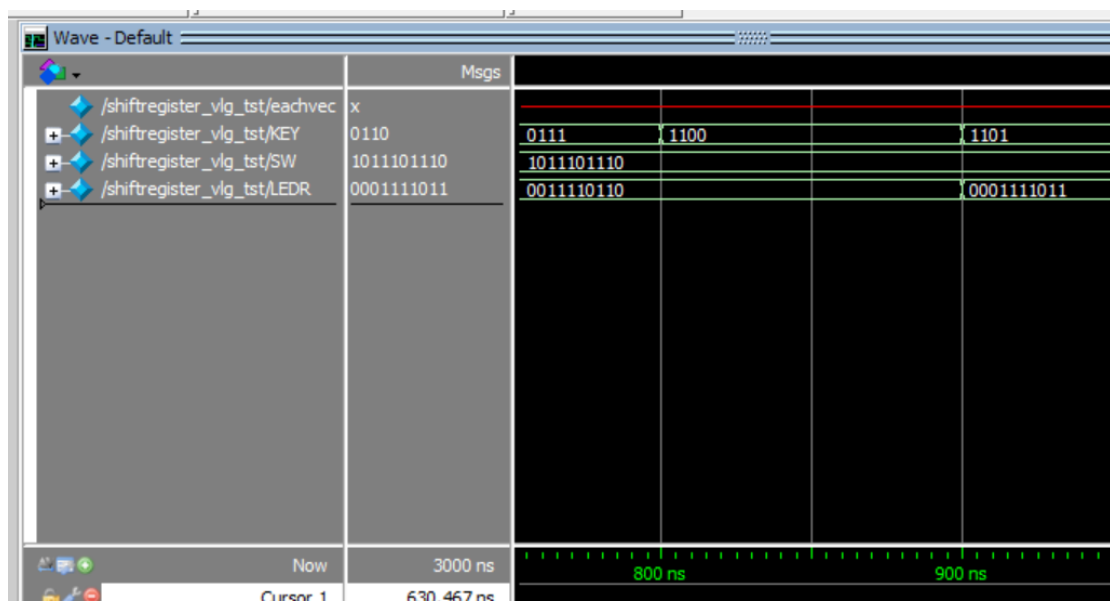 Wave - Default
Msgs
/shiftregister_vlg_tst/eachvec x
/shiftregister_vlg_tst/KEY 0110 0111 1100 1101
/shiftregister_vlg_tst/SW 1011101110 1011101110
/shiftregister_vlg_tst/LEDR 0001111011 0011110110 0001111011
Now 3000 ns 800 ns 900 ns
Cursor 1 630.467 ns